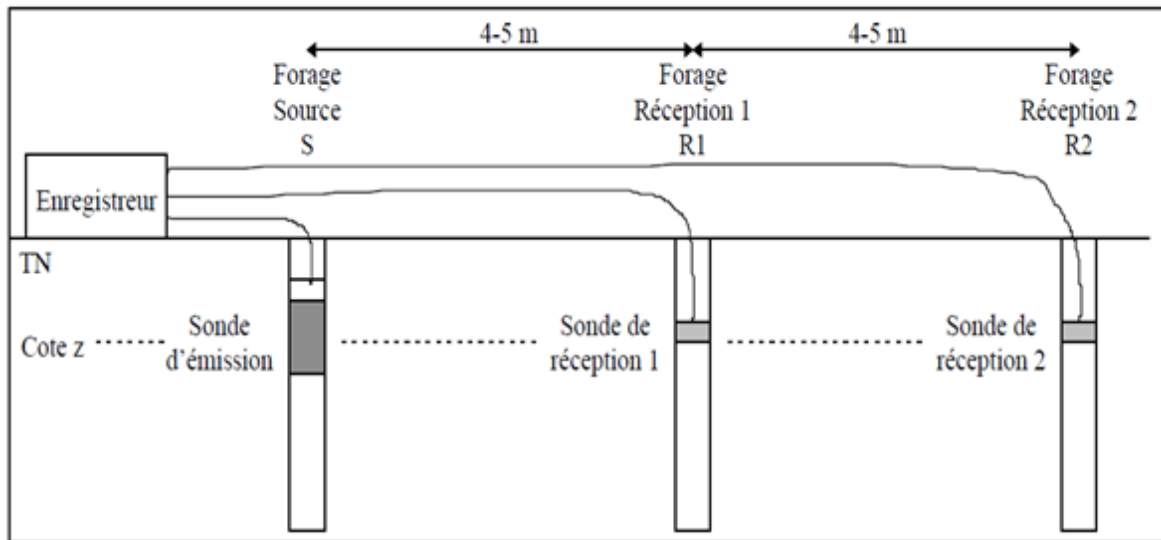 4-5 m
4-5 m
Forage
Source
S
Forage
Réception 1
R1
Forage
Réception 2
R2
Enregistreur
TN
Cote z
Sonde
d'émission
Sonde de
réception 1
Sonde de
réception 2